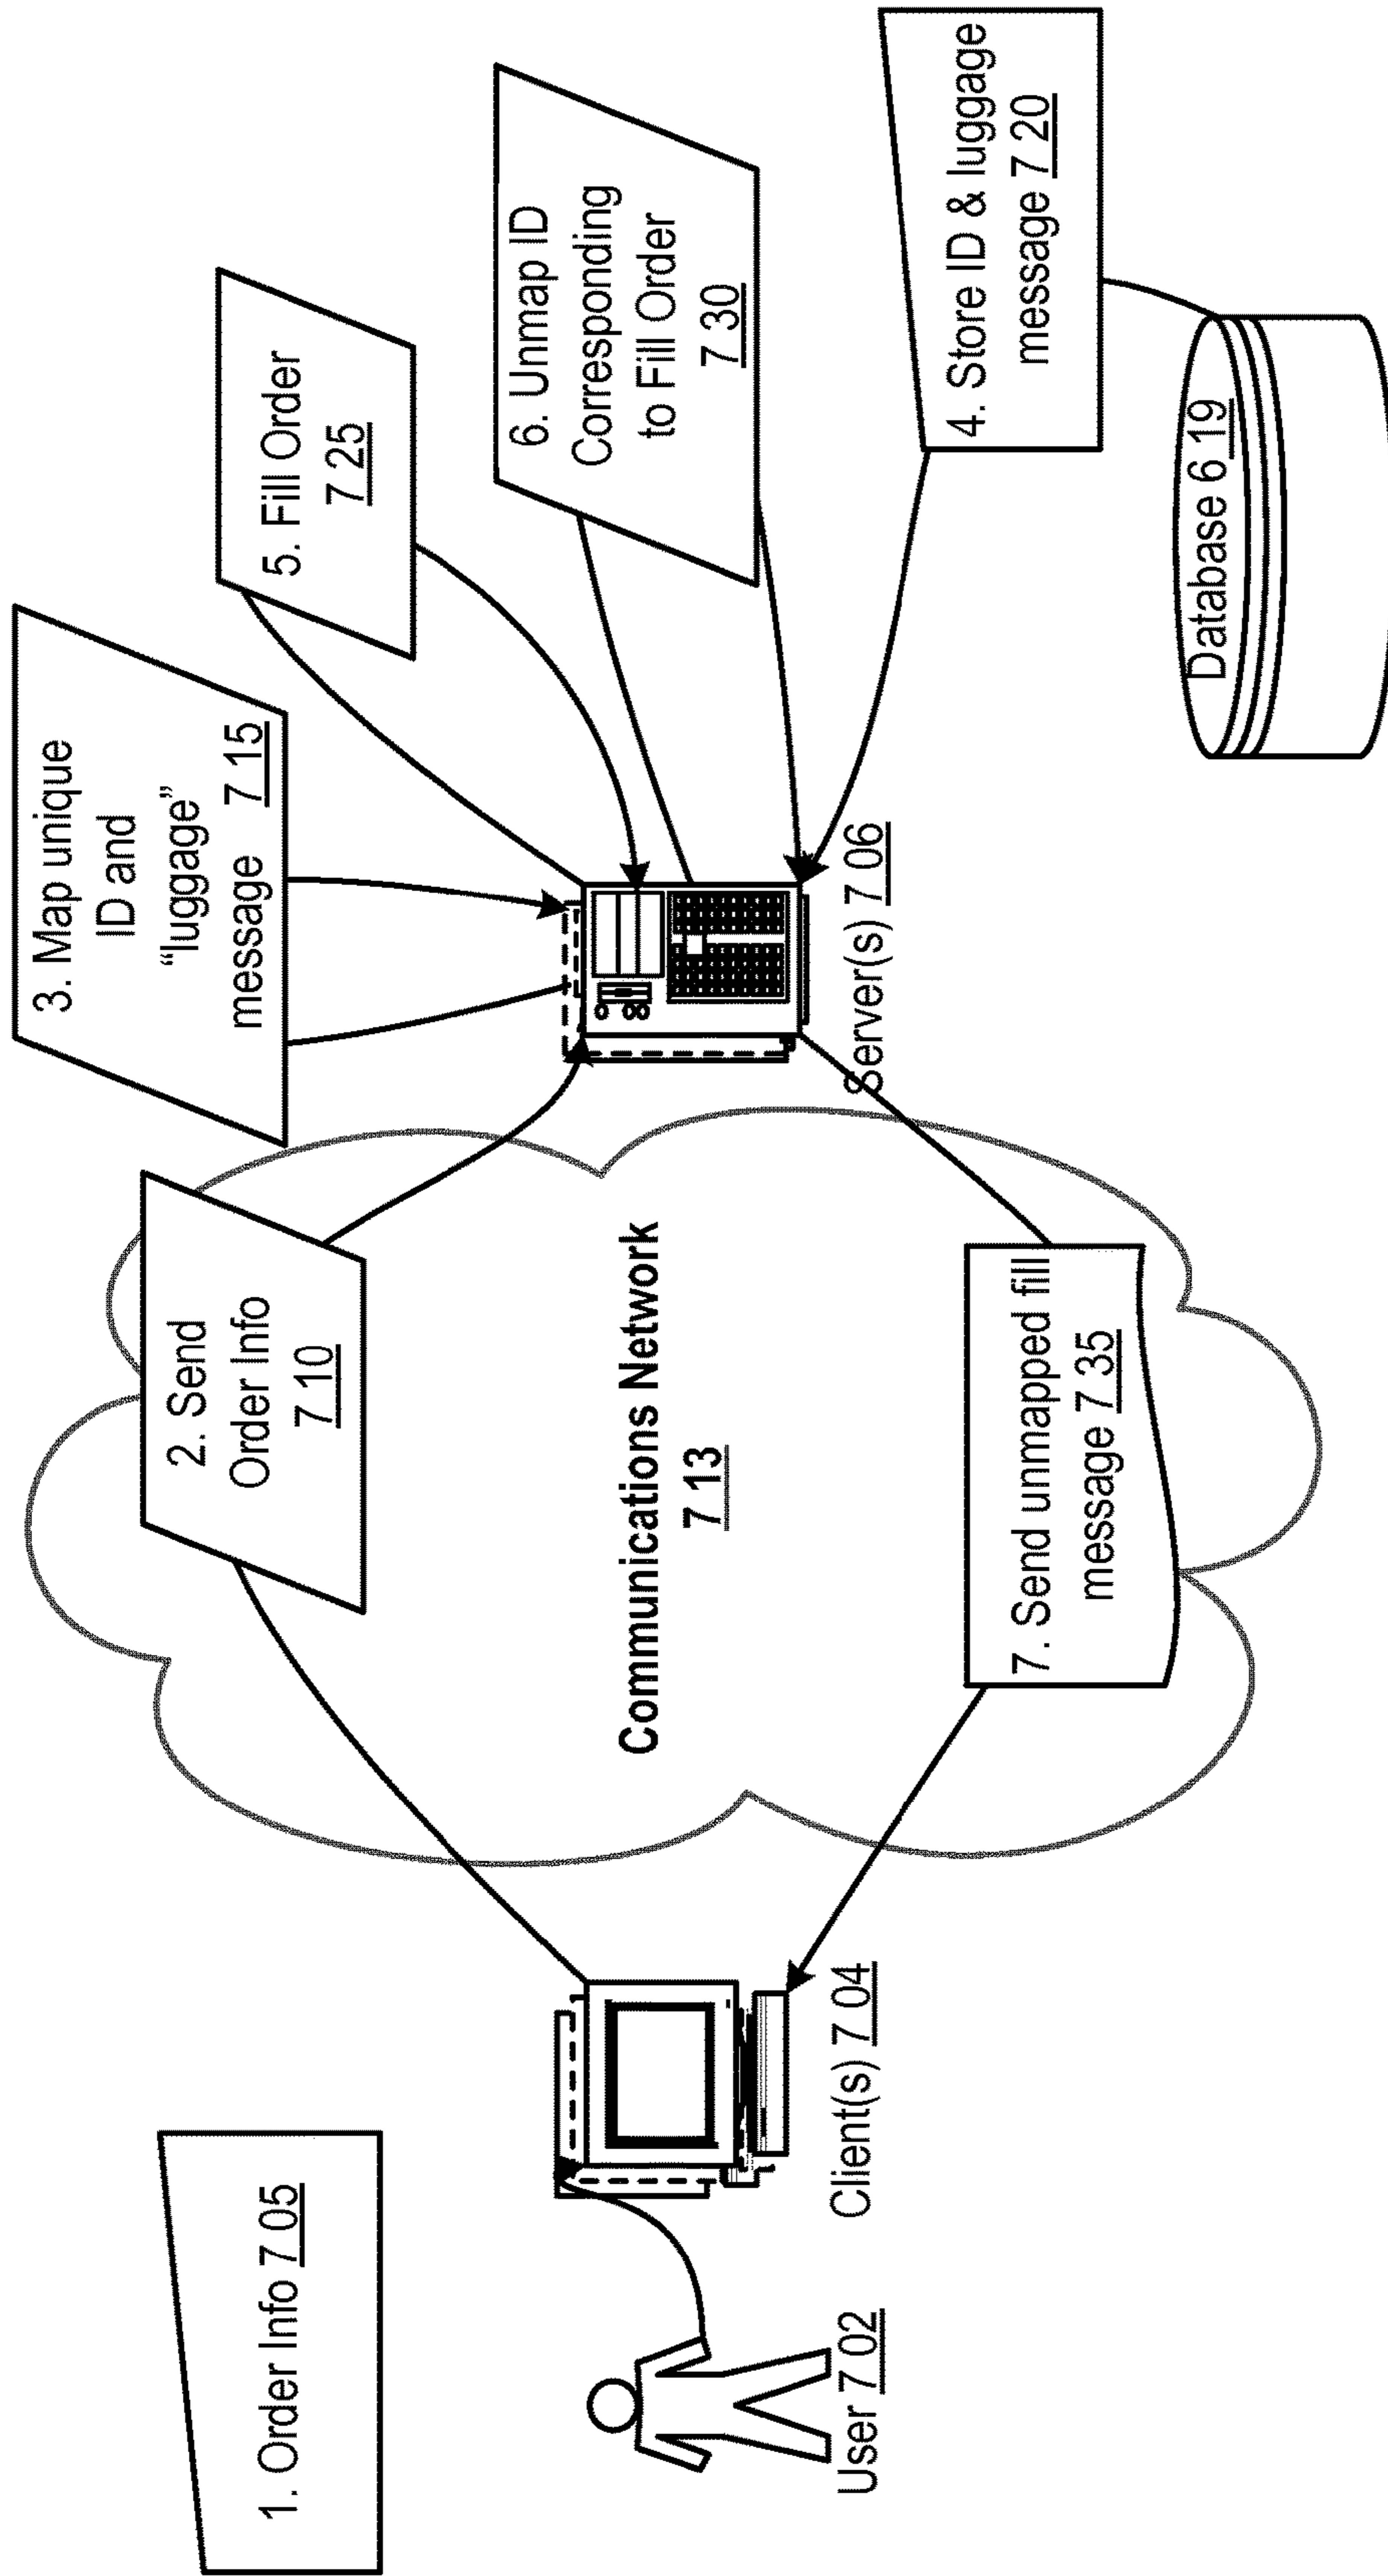 1. Order Info 7 05
User 7 02
Client(s) 7 04
2. Send
Order Info
7 10
Communications Network
7 13
7. Send unmapped fill
message 7 35
3. Map unique
ID and
“luggage”
message 7 15
Server(s) 7 06
5. Fill Order
7 25
6. Unmap ID
Corresponding
to Fill Order
7 30
4. Store ID & luggage
message 7 20
Database 6 19